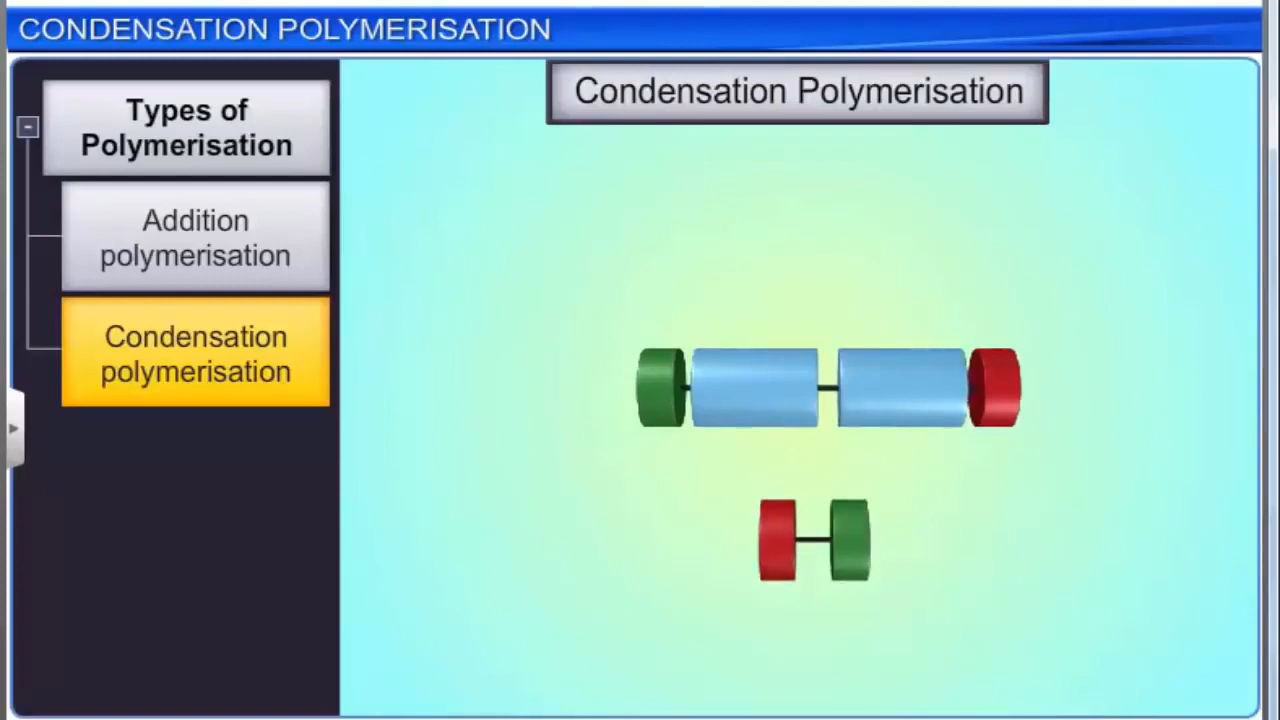 CONDENSATION POLYMERISATION
Types of
Polymerisation
Addition
polymerisation
Condensation
polymerisation
Condensation Polymerisation